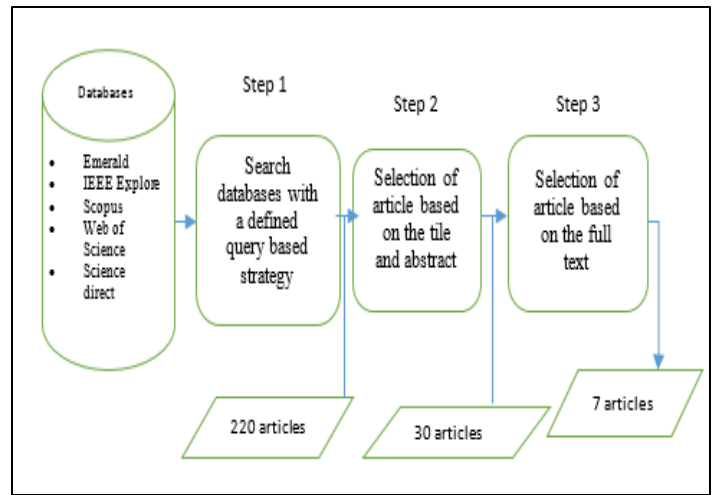 Databases
• Emerald
• IEEE Explore
• Scopus
• Web of
Science
• Science
direct
Step 1
Search
databases with
a defined
query based
strategy
220 articles
Step 2
Selection of
article based
on the tile
and abstract
30 articles
Step 3
Selection of
article based
on the full
text
7 articles